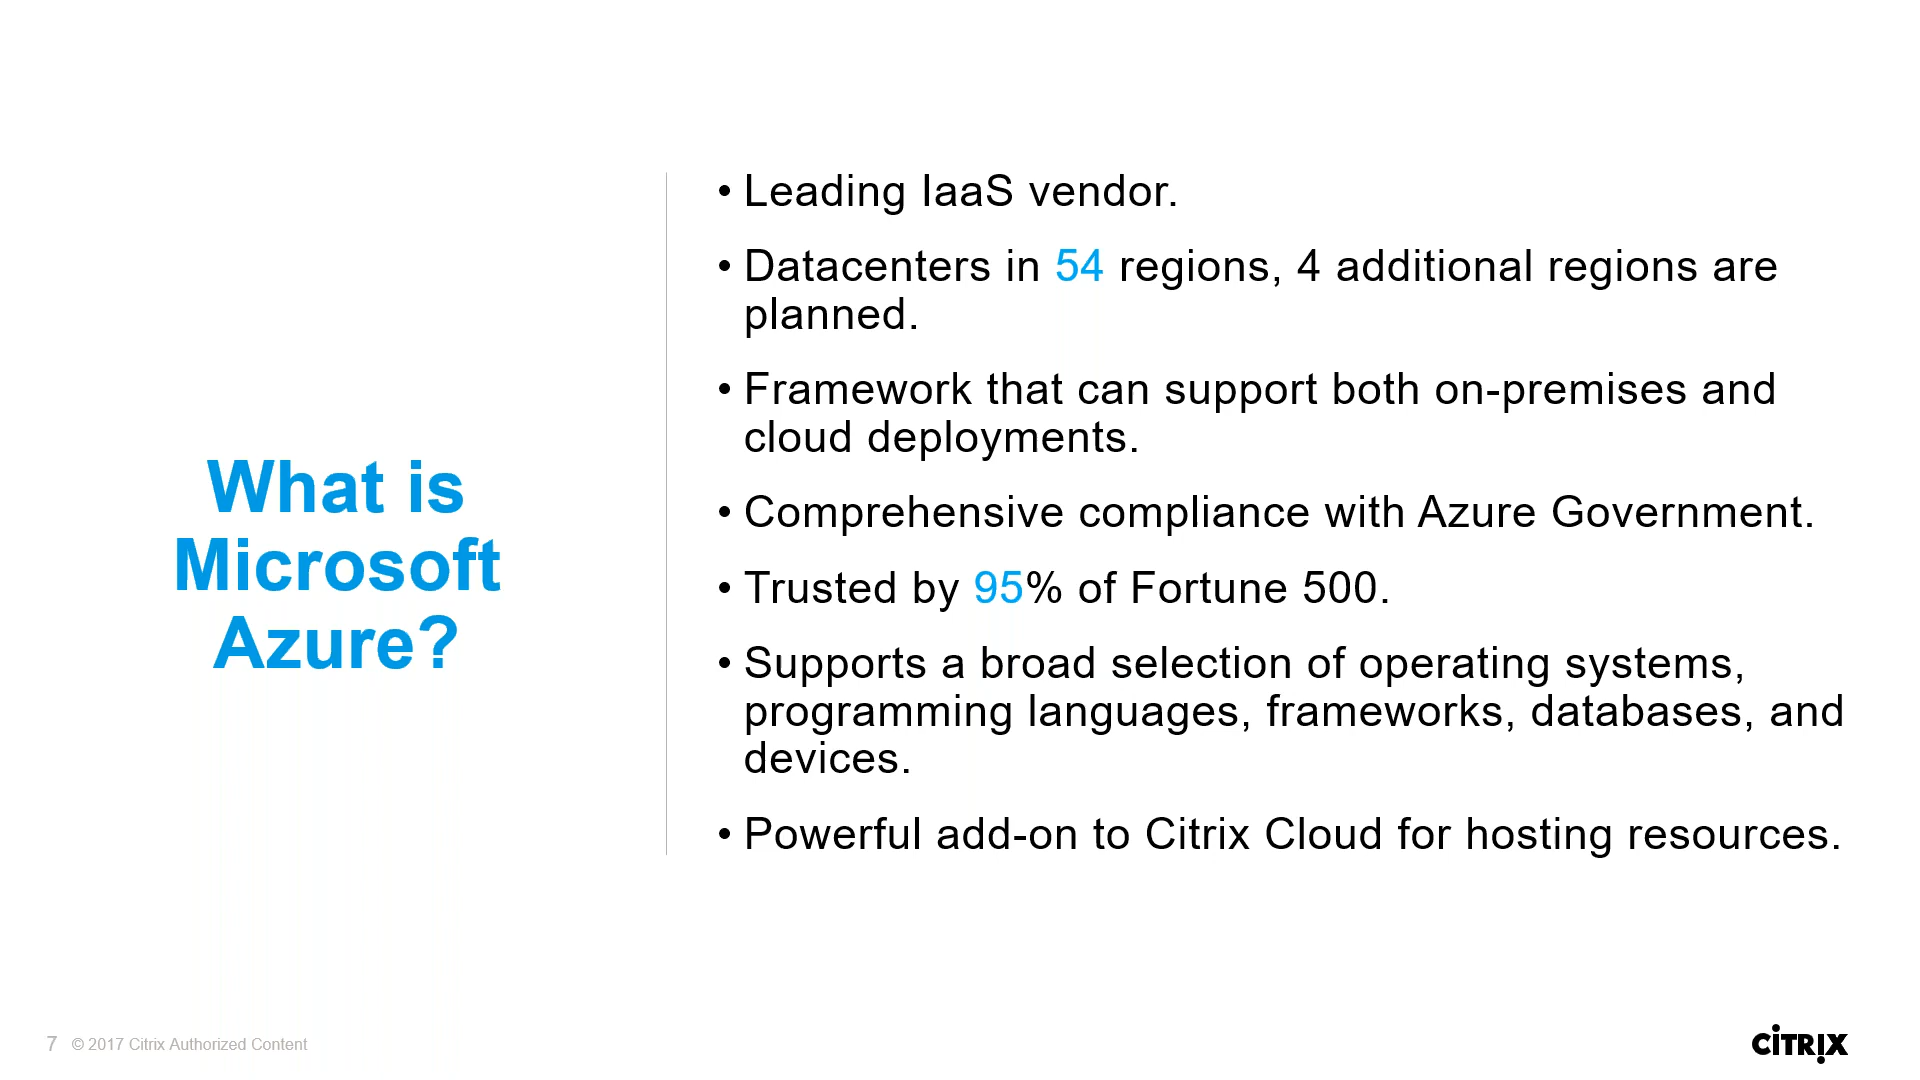 What is
Microsoft
Azure?
• Leading IaaS vendor.
• Datacenters in 54 regions, 4 additional regions are
planned.
• Framework that can support both on-premises and
cloud deployments.
• Comprehensive compliance with Azure Government.
• Trusted by 95% of Fortune 500.
• Supports a broad selection of operating systems,
programming languages, frameworks, databases, and
devices.
• Powerful add-on to Citrix Cloud for hosting resources.
7 © 2017 Citrix Authorized Content
CITRIX